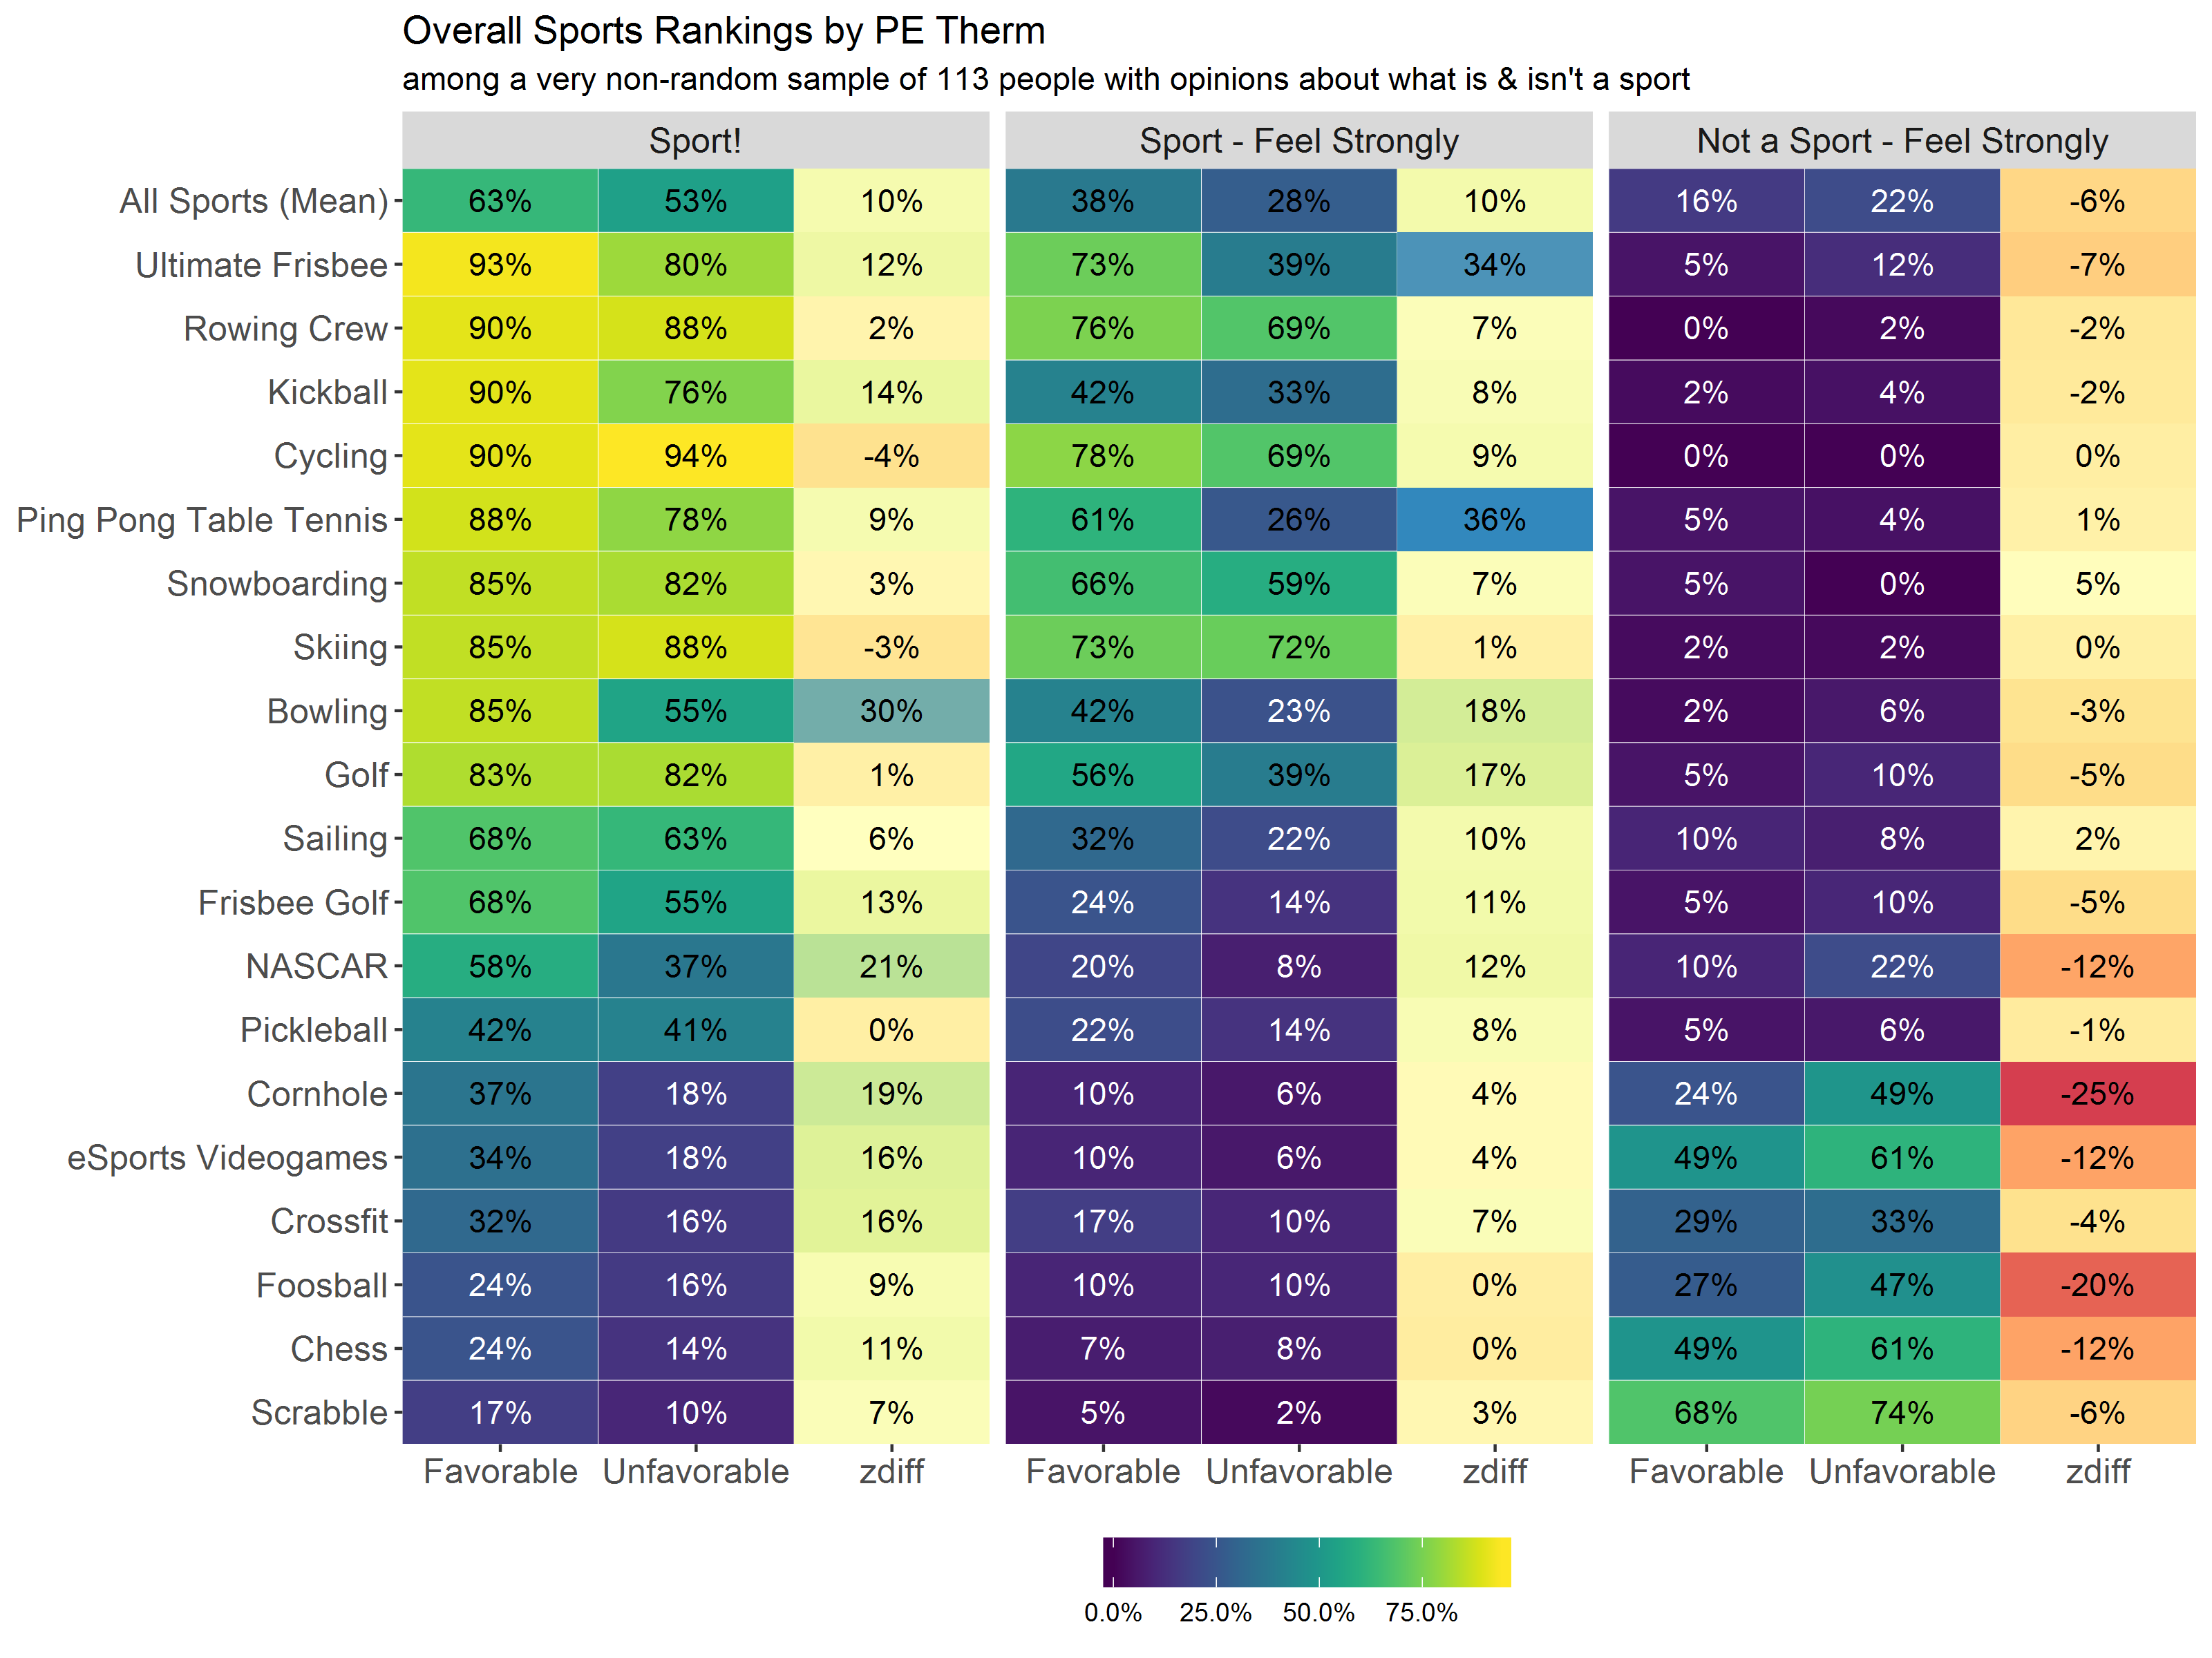 Overall Sports Rankings by PE Therm
among a very non-random sample of 113 people with opinions about what is & isn't a sport
Sport! Sport - Feel Strongly Not a Sport - Feel Strongly
All Sports (Mean) 63% 53% 10% 38% 28% 10% 16% 22% -6%
Ultimate Frisbee 93% 80% 12% 73% 39% 34% 5% 12% -7%
Rowing Crew 90% 88% 2% 76% 69% 7% 0% 2% -2%
Kickball 90% 76% 14% 42% 33% 8% 2% 4% -2%
Cycling 90% 94% -4% 78% 69% 9% 0% 0% 0%
Ping Pong Table Tennis 88% 78% 9% 61% 26% 36% 5% 4% 1%
Snowboarding 85% 82% 3% 66% 59% 7% 5% 0% 5%
Skiing 85% 88% -3% 73% 72% 1% 2% 2% 0%
Bowling 85% 55% 30% 42% 23% 18% 2% 6% -3%
Golf 83% 82% 1% 56% 39% 17% 5% 10% -5%
Sailing 68% 63% 6% 32% 22% 10% 10% 8% 2%
Frisbee Golf 68% 55% 13% 24% 14% 11% 5% 10% -5%
NASCAR 58% 37% 21% 20% 8% 12% 10% 22% -12%
Pickleball 42% 41% 0% 22% 14% 8% 5% 6% -1%
Cornhole 37% 18% 19% 10% 6% 4% 24% 49% -25%
eSports Videogames 34% 18% 16% 10% 6% 4% 49% 61% -12%
Crossfit 32% 16% 16% 17% 10% 7% 29% 33% -4%
Foosball 24% 16% 9% 10% 10% 0% 27% 47% -20%
Chess 24% 14% 11% 7% 8% 0% 49% 61% -12%
Scrabble 17% 10% 7% 5% 2% 3% 68% 74% -6%
Favorable Unfavorable zdiff Favorable Unfavorable zdiff Favorable Unfavorable zdiff
0.0% 25.0% 50.0% 75.0%